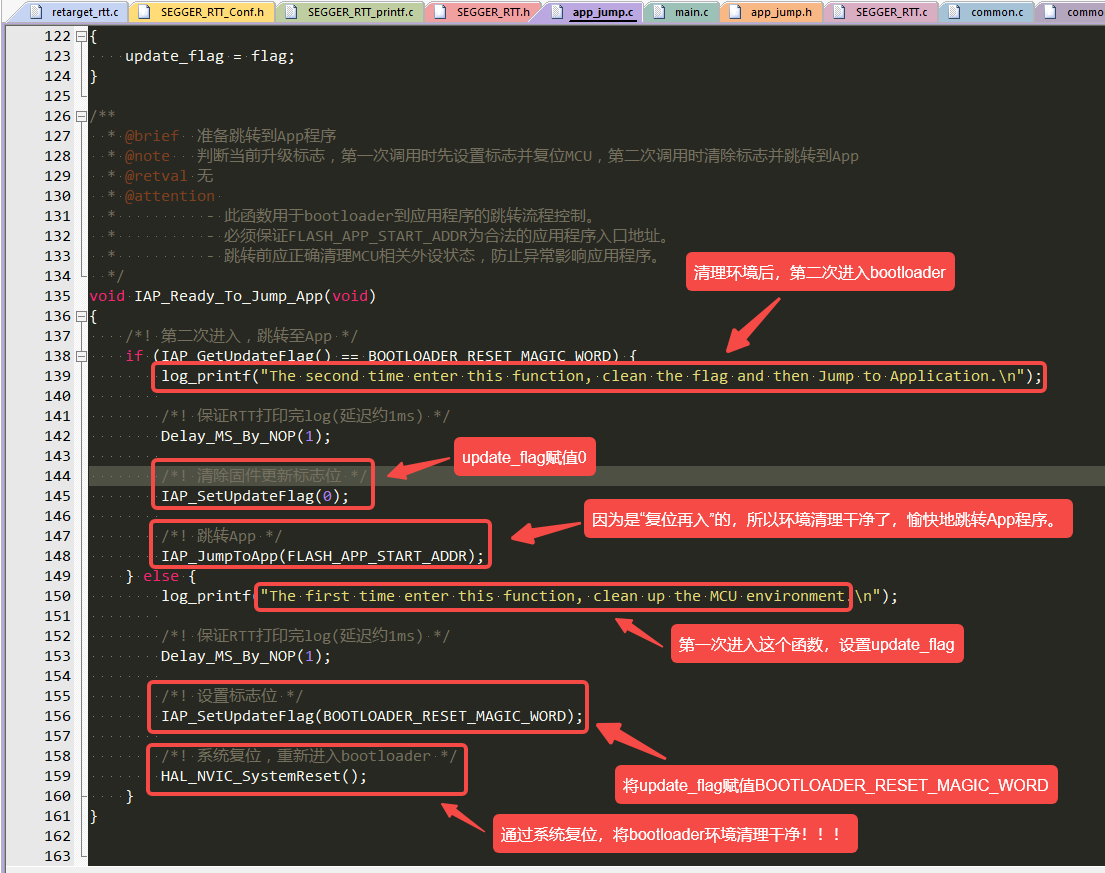 retarget_rtt.c SEGGER_RTT_Conf.h SEGGER_RTT_printf.c SEGGER_RTT.h app_jump.c main.c app_jump.h SEGGER_RTT.c common.c commo
122 {
123 update_flag = flag;
124 }
125
126 /**
127 * @brief 准备跳转到App程序
128 * @note 判断当前升级标志，第一次调用时先设置标志并复位MCU，第二次调用时清除标志并跳转到App
129 * @retval 无
130 * @attention
131 * - 此函数用于bootloader到应用程序的跳转流程控制。
132 * - 必须保证FLASH_APP_START_ADDR为合法的应用程序入口地址。
133 * - 跳转前应正确清理MCU相关外设状态，防止异常影响应用程序。
134 */
清理环境后，第二次进入bootloader
135 void IAP_Ready_To_Jump_App(void)
136 {
137 /*! 第二次进入，跳转至App */
138 if (IAP_GetUpdateFlag() == BOOTLOADER_RESET_MAGIC_WORD) {
139 log_printf("The second time enter this function, clean the flag and then Jump to Application.\n");
140
141 /*! 保证RTT打印完log(延迟约1ms) */
142 Delay_MS_By_NOP(1);
143
update_flag赋值0
144 /*! 清除固件更新标志位 */
145 IAP_SetUpdateFlag(0);
146
因为是“复位再入”的，所以环境清理干净了，愉快地跳转App程序。
147 /*! 跳转App */
148 IAP_JumpToApp(FLASH_APP_START_ADDR);
149 } else {
150 log_printf("The first time enter this function, clean up the MCU environment.\n");
151
152 /*! 保证RTT打印完log(延迟约1ms) */
第一次进入这个函数，设置update_flag
153 Delay_MS_By_NOP(1);
154
155 /*! 设置标志位 */
156 IAP_SetUpdateFlag(BOOTLOADER_RESET_MAGIC_WORD);
157
158 /*! 系统复位，重新进入bootloader */
159 HAL_NVIC_SystemReset();
将update_flag赋值BOOTLOADER_RESET_MAGIC_WORD
160 }
161 }
通过系统复位，将bootloader环境清理干净！！！
162
163